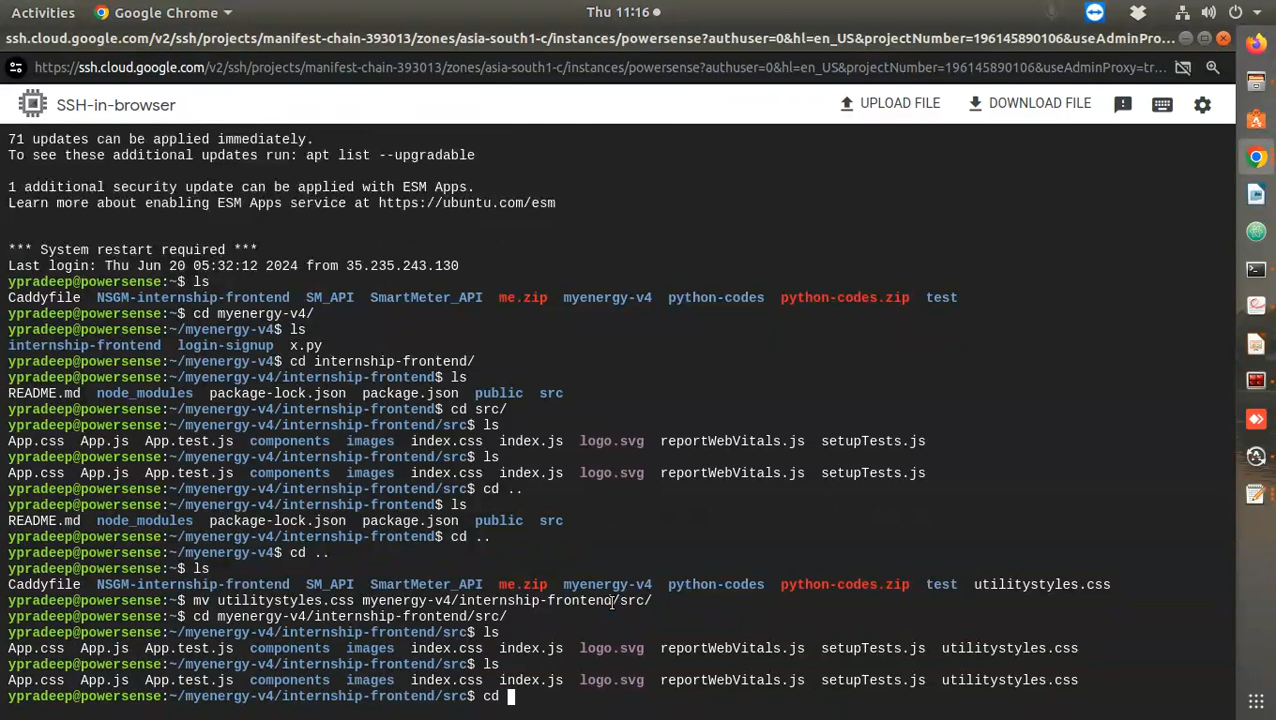 Activities Google Chrome Thu 11:16
ssh.cloud.google.com/v2/ssh/projects/manifest-chain-393013/zones/asia-south1-c/instances/powersense?authuser=0&hl=en_US&projectNumber=196145890106&useAdminProx...
https://ssh.cloud.google.com/v2/ssh/projects/manifest-chain-393013/zones/asia-south1-c/instances/powersense?authuser=0&hl=en_US&projectNumber=196145890106&useAdminProxy=tr...
SSH-in-browser UPLOAD FILE DOWNLOAD FILE
71 updates can be applied immediately.
To see these additional updates run: apt list --upgradable
1 additional security update can be applied with ESM Apps.
Learn more about enabling ESM Apps service at https://ubuntu.com/esm
*** System restart required ***
Last login: Thu Jun 20 05:32:12 2024 from 35.235.243.130
ypradeep@powersense:~$ ls
Caddyfile NSGM-internship-frontend SM_API SmartMeter_API me.zip myenergy-v4 python-codes python-codes.zip test
ypradeep@powersense:~$ cd myenergy-v4/
ypradeep@powersense:~/myenergy-v4$ ls
internship-frontend login-signup x.py
ypradeep@powersense:~/myenergy-v4$ cd internship-frontend/
ypradeep@powersense:~/myenergy-v4/internship-frontend$ ls
README.md node_modules package-lock.json package.json public src
ypradeep@powersense:~/myenergy-v4/internship-frontend$ cd src/
ypradeep@powersense:~/myenergy-v4/internship-frontend/src$ ls
App.css App.js App.test.js components images index.css index.js logo.svg reportWebVitals.js setupTests.js
ypradeep@powersense:~/myenergy-v4/internship-frontend/src$ ls
App.css App.js App.test.js components images index.css index.js logo.svg reportWebVitals.js setupTests.js
ypradeep@powersense:~/myenergy-v4/internship-frontend/src$ cd ..
ypradeep@powersense:~/myenergy-v4/internship-frontend$ ls
README.md node_modules package-lock.json package.json public src
ypradeep@powersense:~/myenergy-v4/internship-frontend$ cd ..
ypradeep@powersense:~/myenergy-v4$ cd ..
ypradeep@powersense:~$ ls
Caddyfile NSGM-internship-frontend SM_API SmartMeter_API me.zip myenergy-v4 python-codes python-codes.zip test utilitystyles.css
ypradeep@powersense:~$ mv utilitystyles.css myenergy-v4/internship-frontend/src/
ypradeep@powersense:~$ cd myenergy-v4/internship-frontend/src/
ypradeep@powersense:~/myenergy-v4/internship-frontend/src$ ls
App.css App.js App.test.js components images index.css index.js logo.svg reportWebVitals.js setupTests.js utilitystyles.css
ypradeep@powersense:~/myenergy-v4/internship-frontend/src$ ls
App.css App.js App.test.js components images index.css index.js logo.svg reportWebVitals.js setupTests.js utilitystyles.css
ypradeep@powersense:~/myenergy-v4/internship-frontend/src$ cd